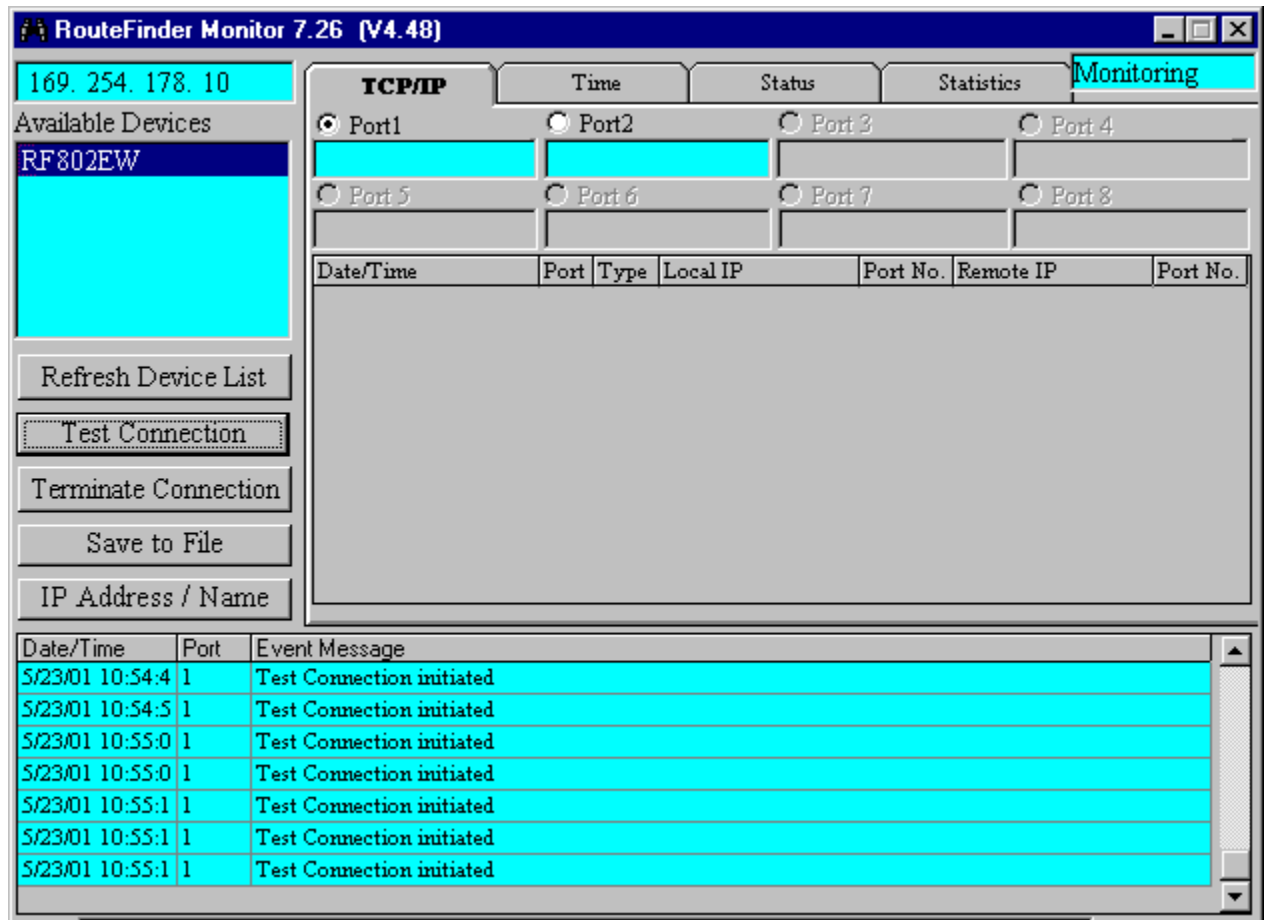 RouteFinder Monitor 7.26 (V4.48)
169. 254. 178. 10
TCP/IP Time Status Statistics Monitoring
Available Devices
RF802EW
Port1 Port2 Port 3 Port 4
Port 5 Port 6 Port 7 Port 8
Date/Time Port Type Local IP Port No. Remote IP Port No.
Refresh Device List
Test Connection
Terminate Connection
Save to File
IP Address / Name
Date/Time Port Event Message
5/23/01 10:54:4 1 Test Connection initiated
5/23/01 10:54:5 1 Test Connection initiated
5/23/01 10:55:0 1 Test Connection initiated
5/23/01 10:55:0 1 Test Connection initiated
5/23/01 10:55:1 1 Test Connection initiated
5/23/01 10:55:1 1 Test Connection initiated
5/23/01 10:55:1 1 Test Connection initiated